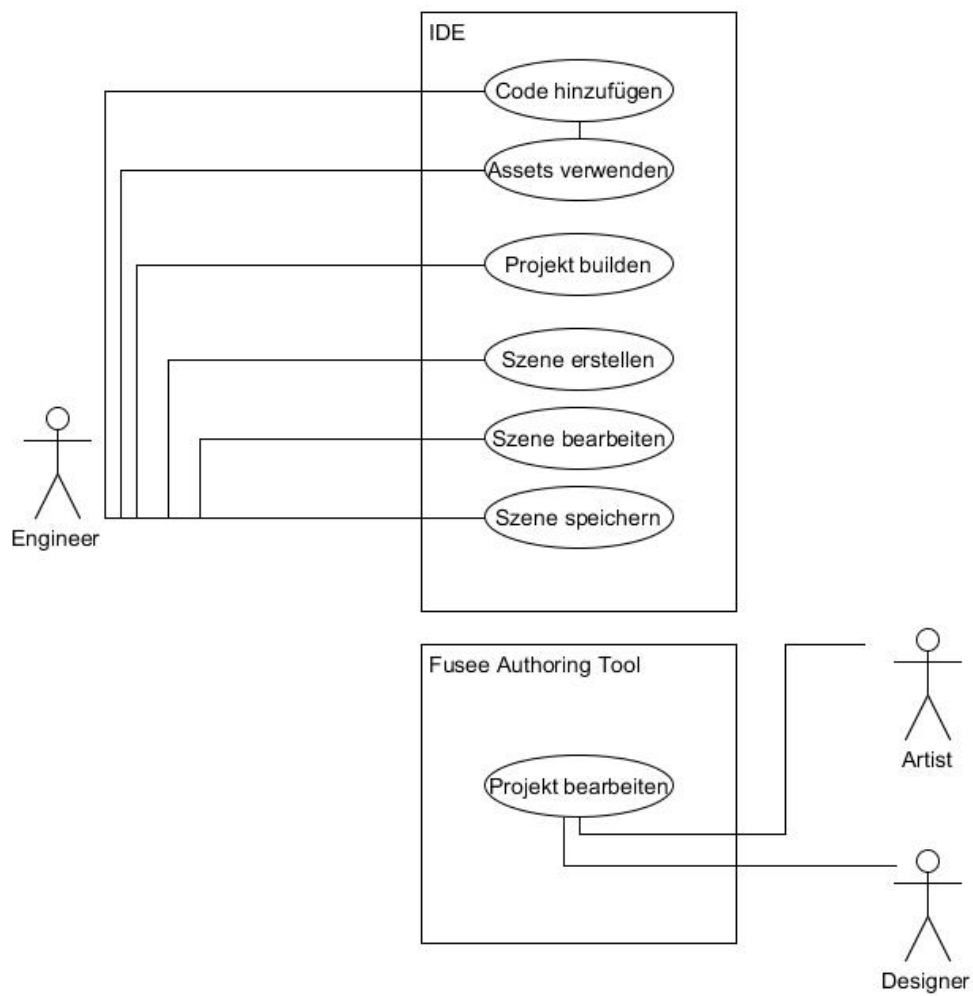 IDE
Code hinzufügen
Assets verwenden
Projekt builden
Szene erstellen
Szene bearbeiten
Szene speichern
Engineer
Fusee Authoring Tool
Projekt bearbeiten
Artist
Designer